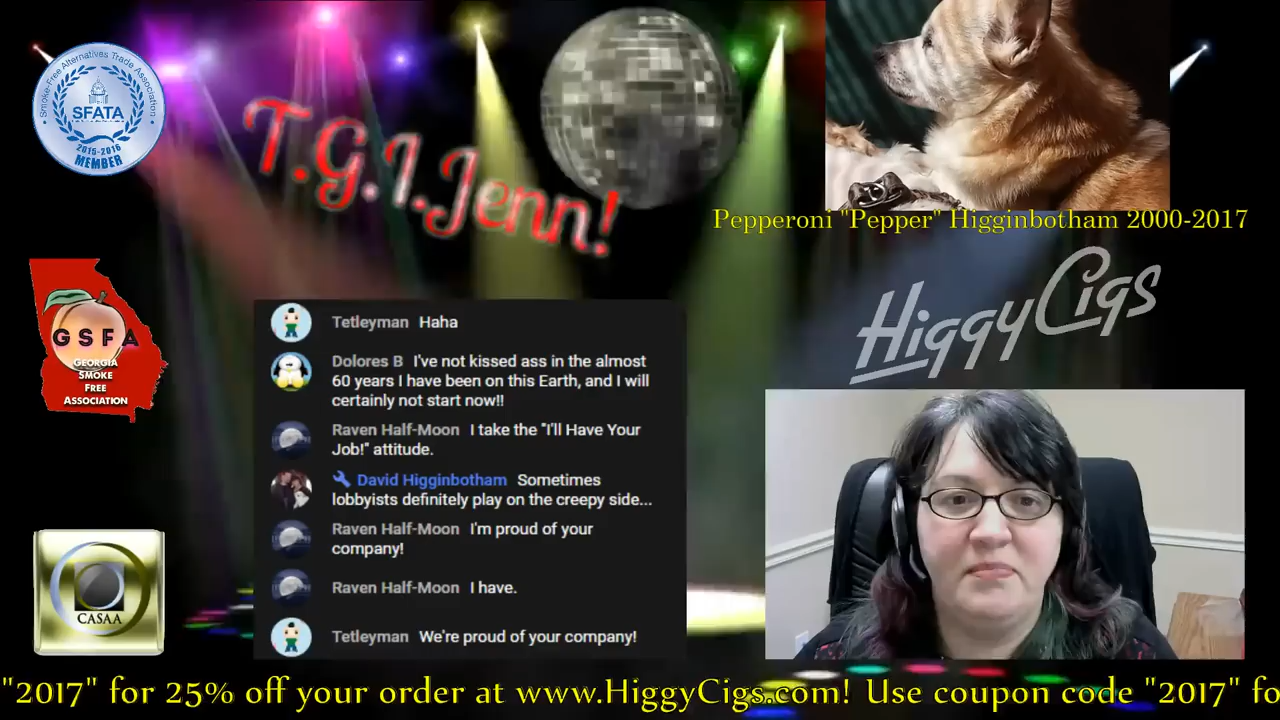 Smoke-Free Alternatives Trade Association
SFATA
2015-2016
MEMBER
T.G.I.Jenn!
Pepperoni "Pepper" Higginbotham 2000-2017
HiggyCigs
GSFA
GEORGIA
SMOKE
FREE
ASSOCIATION
CASAA
Tetleyman Haha
Dolores B I've not kissed ass in the almost
60 years I have been on this Earth, and I will
certainly not start now!!
Raven Half-Moon I take the "I'll Have Your
Job!" attitude.
David Higginbotham Sometimes
lobbyists definitely play on the creepy side...
Raven Half-Moon I'm proud of your
company!
Raven Half-Moon I have.
Tetleyman We're proud of your company!
"2017" for 25% off your order at www.HiggyCigs.com! Use coupon code "2017" fo